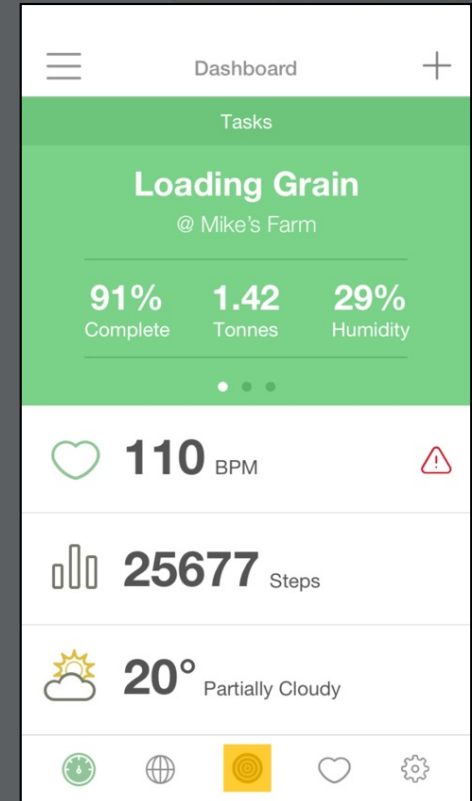 Dashboard
Tasks
Loading Grain
@ Mike's Farm
91% 1.42 29%
Complete Tonnes Humidity
110 BPM
25677 Steps
20° Partially Cloudy